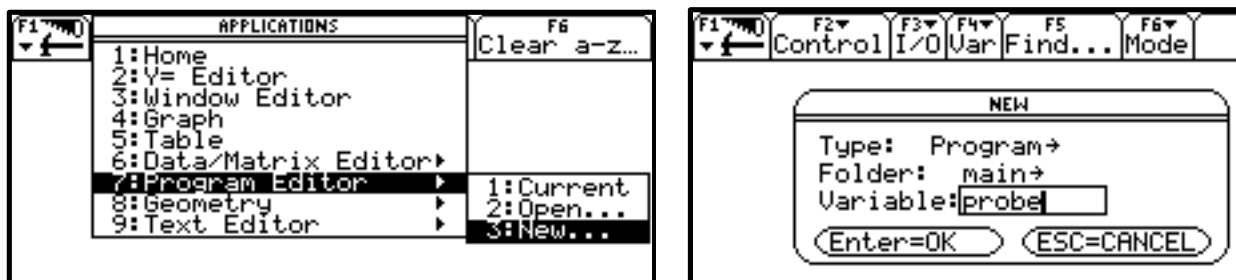 F1 APPLICATIONS F6
Clear a-z...
1:Home
2:Y= Editor
3:Window Editor
4:Graph
5:Table
6:Data/Matrix Editor
7:Program Editor
8:Geometry
9:Text Editor
1:Current
2:Open...
3:New...
F1 F2 F3 F4 F5 F6
Control I/O Var Find... Mode
NEW
Type: Program→
Folder: main→
Variable: probe
Enter=OK ESC=CANCEL